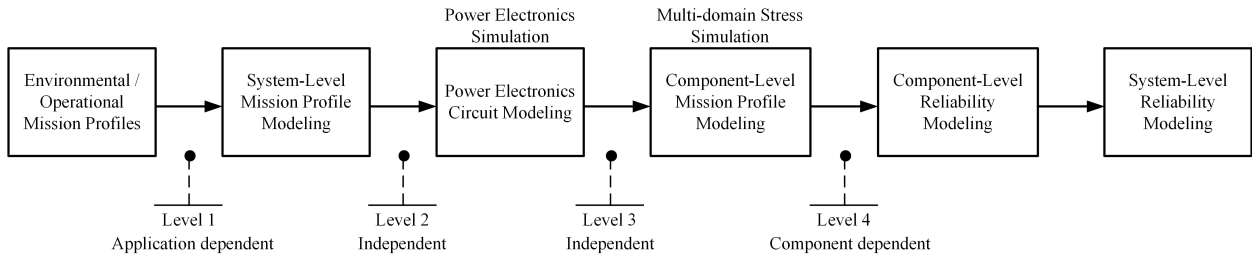 Power Electronics
Simulation
Multi-domain Stress
Simulation
Environmental /
Operational
Mission Profiles
System-Level
Mission Profile
Modeling
Power Electronics
Circuit Modeling
Component-Level
Mission Profile
Modeling
Component-Level
Reliability
Modeling
System-Level
Reliability
Modeling
Level 1
Application dependent
Level 2
Independent
Level 3
Independent
Level 4
Component dependent